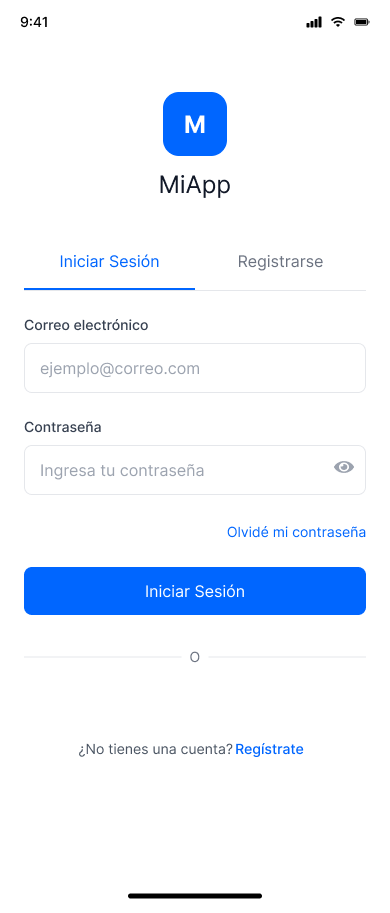 9:41
M
MiApp
Iniciar Sesión Registrarse
Correo electrónico
ejemplo@correo.com
Contraseña
Ingresa tu contraseña
Olvidé mi contraseña
Iniciar Sesión
O
¿No tienes una cuenta? Regístrate